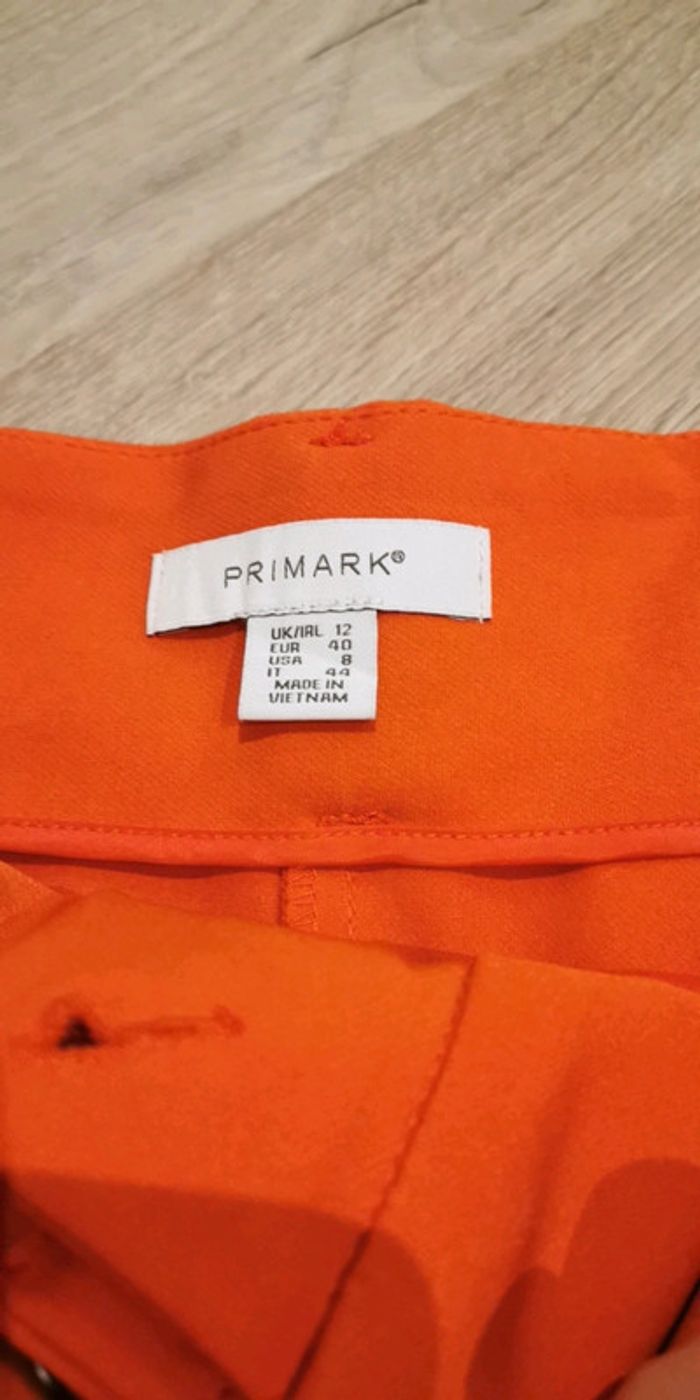 PRIMARK®
UK/IRL 12
EUR 40
USA 8
IT 44
MADE IN
VIETNAM